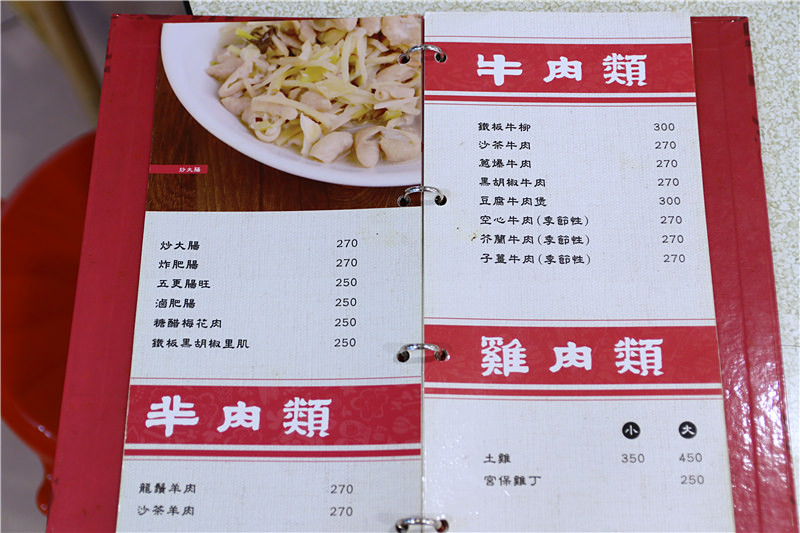 炒大腸
炒大腸 270
炸肥腸 270
五更腸旺 250
滷肥腸 250
糖醋梅花肉 250
鐵板黑胡椒里肌 250
羊肉類
龍鬚羊肉 270
沙茶羊肉 270
牛肉類
鐵板牛柳 300
沙茶牛肉 270
蔥爆牛肉 270
黑胡椒牛肉 270
豆腐牛肉煲 300
空心牛肉(季節性) 270
芥蘭牛肉(季節性) 270
子薑牛肉(季節性) 270
雞肉類
小 大
土雞 350 450
宮保雞丁 250